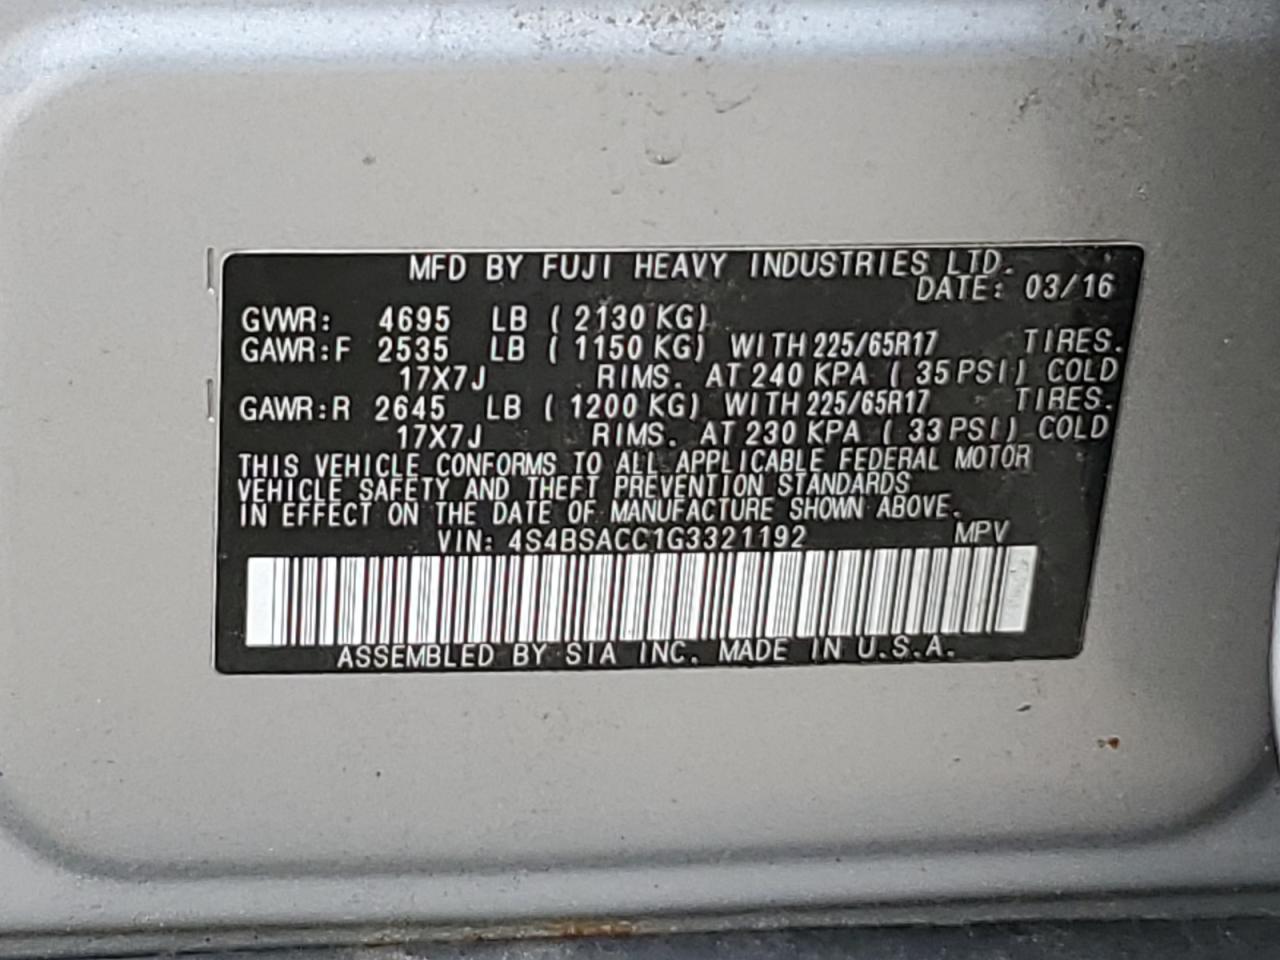 MFD BY FUJI HEAVY INDUSTRIES LTD.
DATE: 03/16
GVWR: 4695 LB ( 2130 KG)
GAWR:F 2535 LB ( 1150 KG) WITH 225/65R17 TIRES.
17X7J RIMS. AT 240 KPA ( 35 PSI) COLD
GAWR:R 2645 LB ( 1200 KG) WITH 225/65R17 TIRES.
17X7J RIMS. AT 230 KPA ( 33 PSI) COLD
THIS VEHICLE CONFORMS TO ALL APPLICABLE FEDERAL MOTOR
VEHICLE SAFETY AND THEFT PREVENTION STANDARDS
IN EFFECT ON THE DATE OF MANUFACTURE SHOWN ABOVE.
VIN: 4S4BSACC1G3321192 MPV
ASSEMBLED BY SIA INC. MADE IN U.S.A.